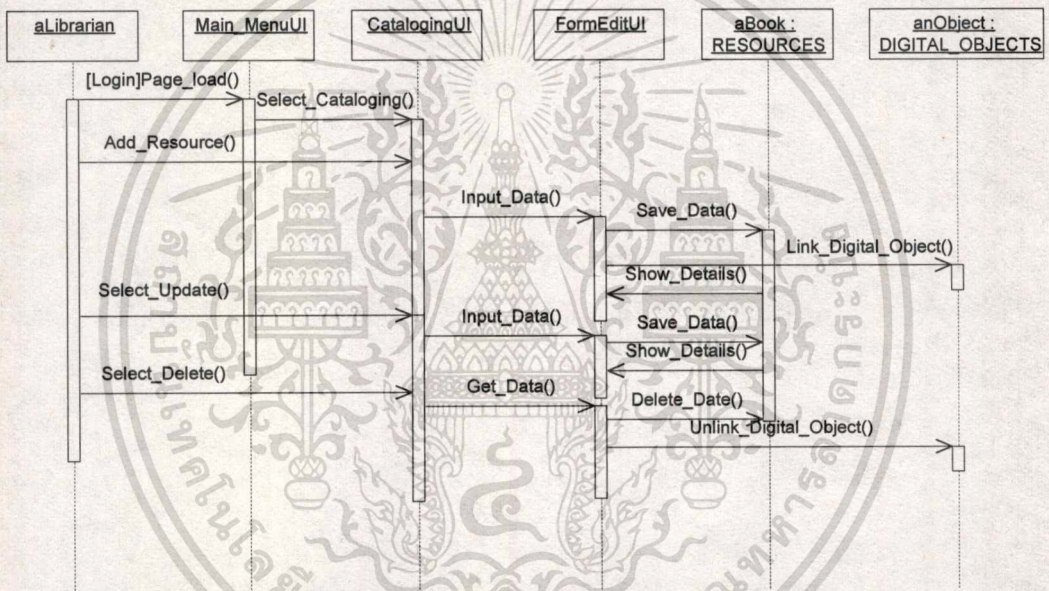 aLibrarian
Main_MenuUI
CatalogingUI
FormEditUI
aBook :
RESOURCES
anObject :
DIGITAL_OBJECTS
[Login]Page_load()
Select_Cataloging()
Add_Resource()
Input_Data()
Save_Data()
Link_Digital_Object()
Show_Details()
Select_Update()
Input_Data()
Save_Data()
Show_Details()
Select_Delete()
Get_Data()
Delete_Date()
Unlink_Digital_Object()